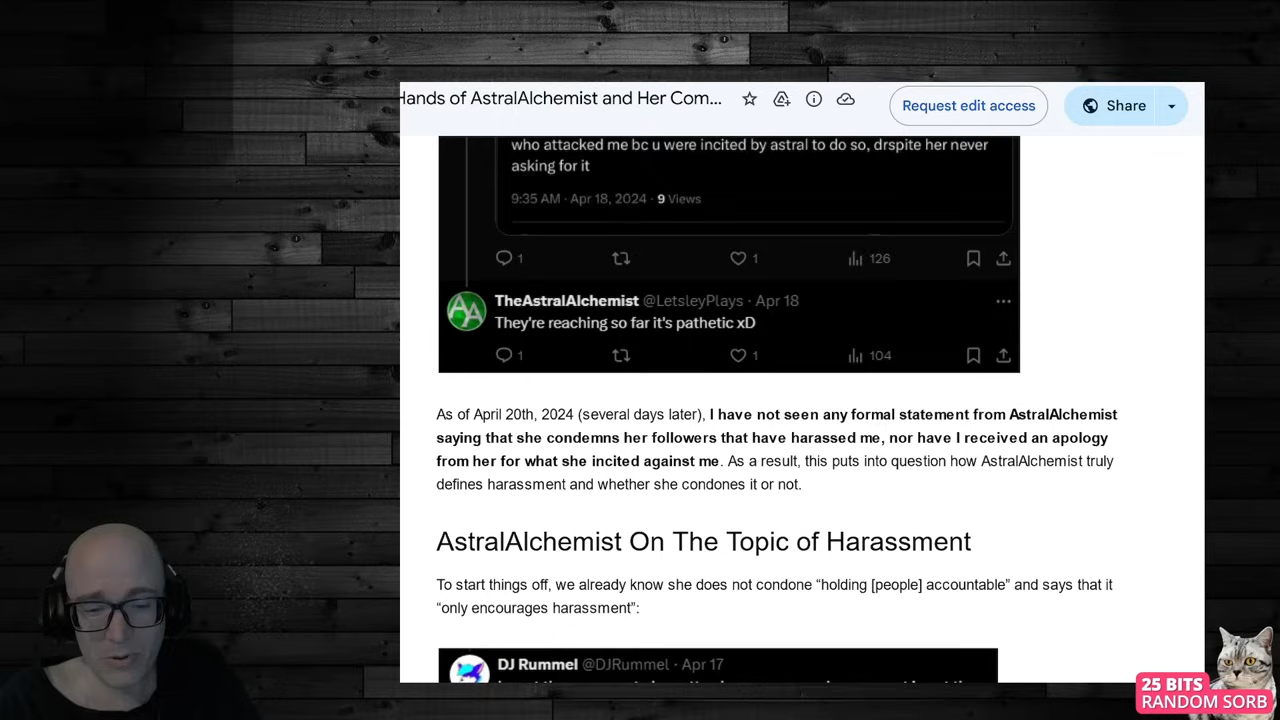 Hands of AstralAlchemist and Her Com...
Request edit access
Share
who attacked me bc u were incited by astral to do so, drspite her never
asking for it
9:35 AM · Apr 18, 2024 · 9 Views
1 1 126
TheAstralAlchemist @LetsleyPlays · Apr 18
They're reaching so far it's pathetic xD
1 1 104
As of April 20th, 2024 (several days later), I have not seen any formal statement from AstralAlchemist
saying that she condemns her followers that have harassed me, nor have I received an apology
from her for what she incited against me. As a result, this puts into question how AstralAlchemist truly
defines harassment and whether she condones it or not.
AstralAlchemist On The Topic of Harassment
To start things off, we already know she does not condone “holding [people] accountable” and says that it
“only encourages harassment”:
DJ Rummel @DJRummel · Apr 17
25 BITS
RANDOM SORB